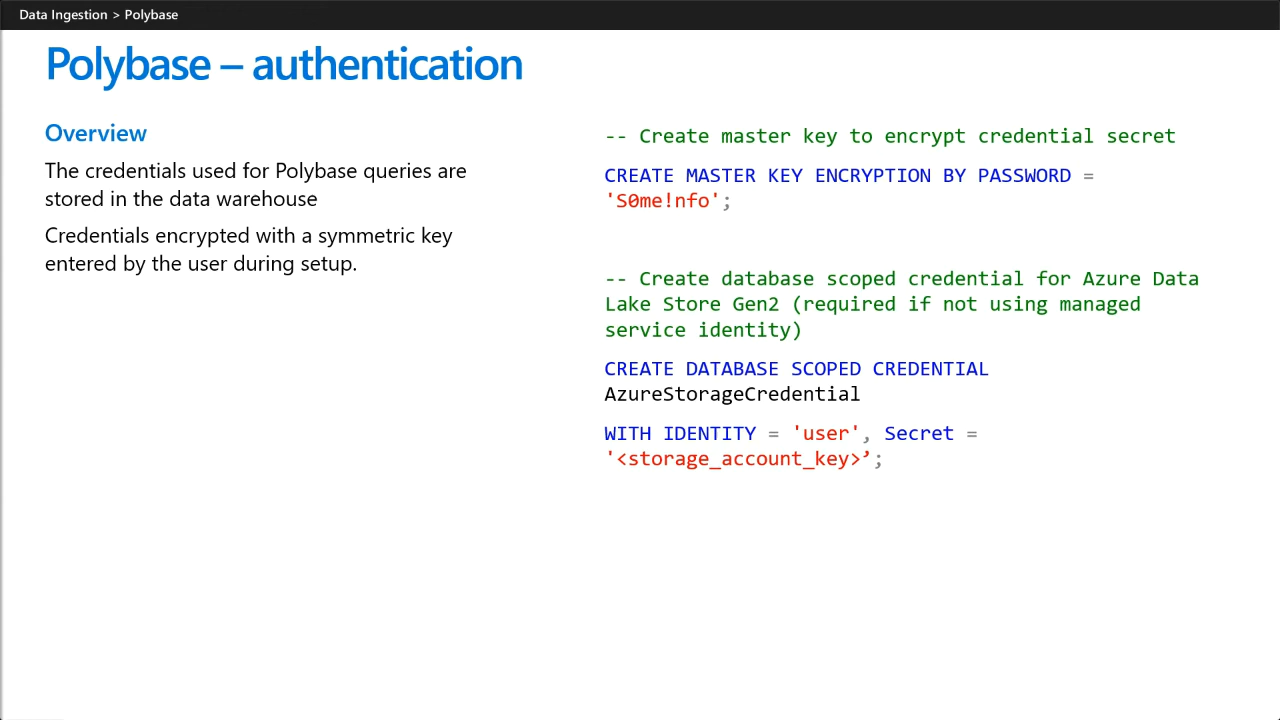 Data Ingestion > Polybase
Polybase – authentication
Overview
The credentials used for Polybase queries are
stored in the data warehouse
Credentials encrypted with a symmetric key
entered by the user during setup.
-- Create master key to encrypt credential secret
CREATE MASTER KEY ENCRYPTION BY PASSWORD =
'S0me!nfo';
-- Create database scoped credential for Azure Data
Lake Store Gen2 (required if not using managed
service identity)
CREATE DATABASE SCOPED CREDENTIAL
AzureStorageCredential
WITH IDENTITY = 'user', Secret =
'<storage_account_key>’;